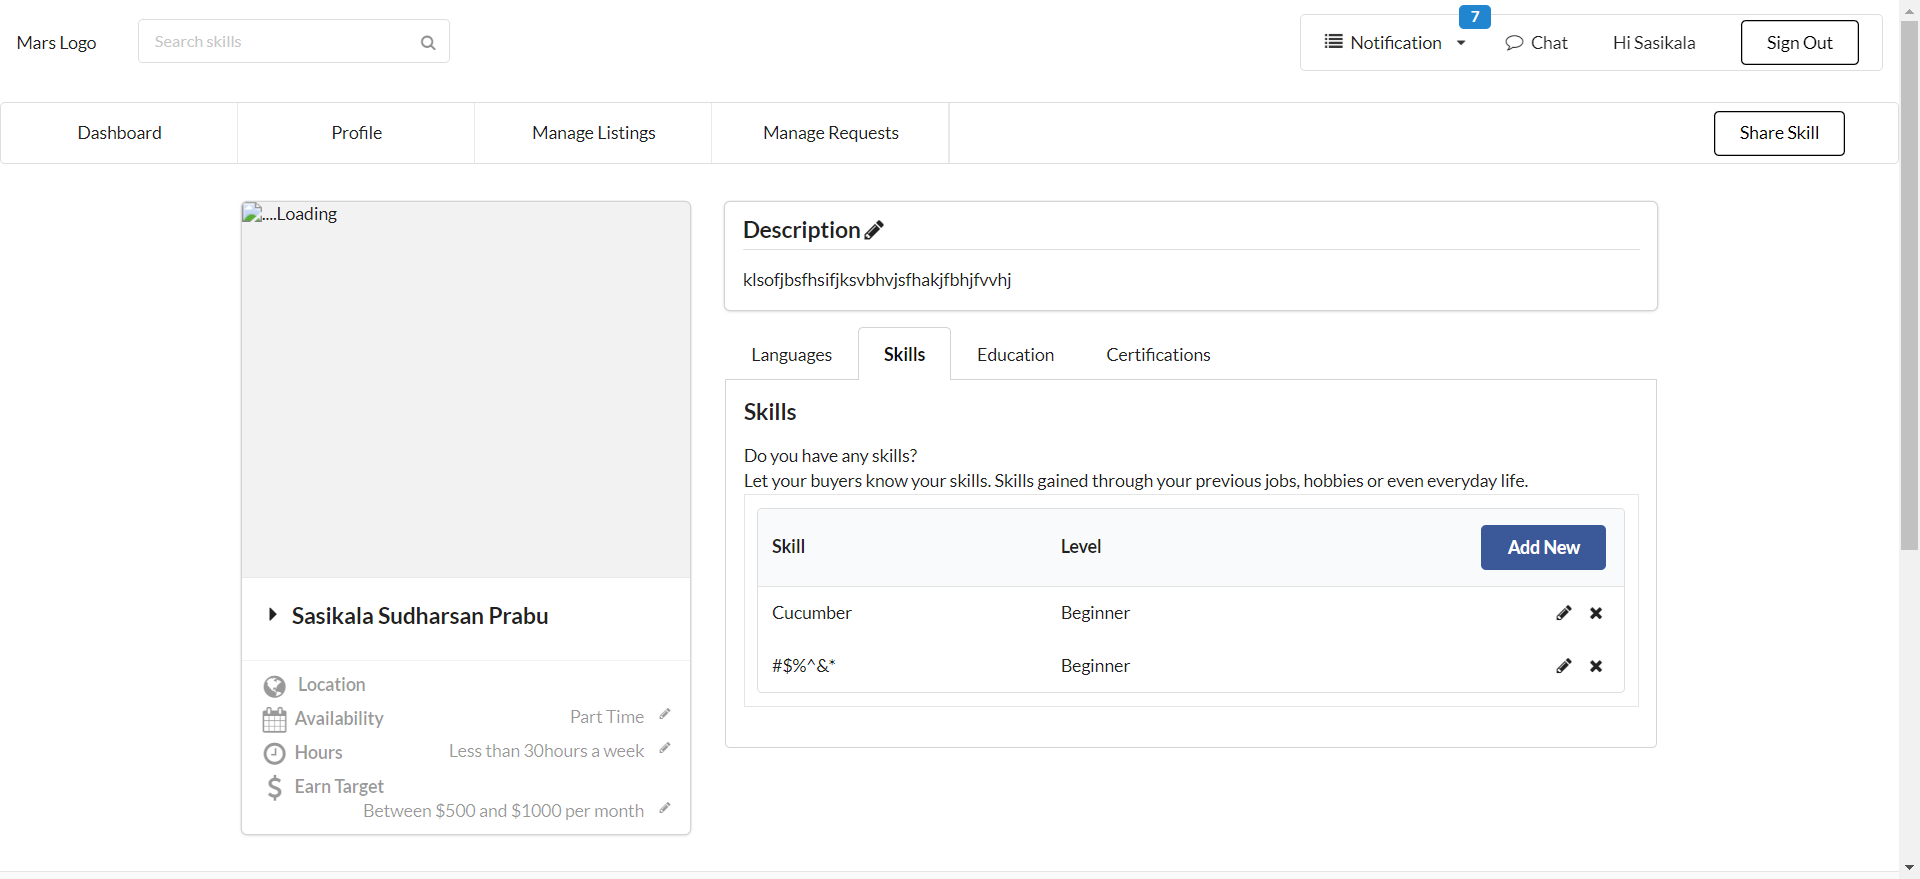 Mars Logo
Search skills
7
Notification
Chat
Hi Sasikala
Sign Out
Dashboard
Profile
Manage Listings
Manage Requests
Share Skill
....Loading
Sasikala Sudharsan Prabu
Location
Availability
Part Time
Hours
Less than 30hours a week
Earn Target
Between $500 and $1000 per month
Description
klsofjbsfhsifjksvbhvjsfhakjfbhjfvvhj
Languages
Skills
Education
Certifications
Skills
Do you have any skills?
Let your buyers know your skills. Skills gained through your previous jobs, hobbies or even everyday life.
Skill
Level
Add New
Cucumber
Beginner
#$%^&*
Beginner